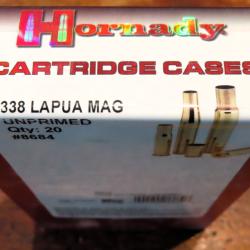 Hornady
CARTRIDGE CASES
338 LAPUA MAG
UNPRIMED
Qty: 20
#8684